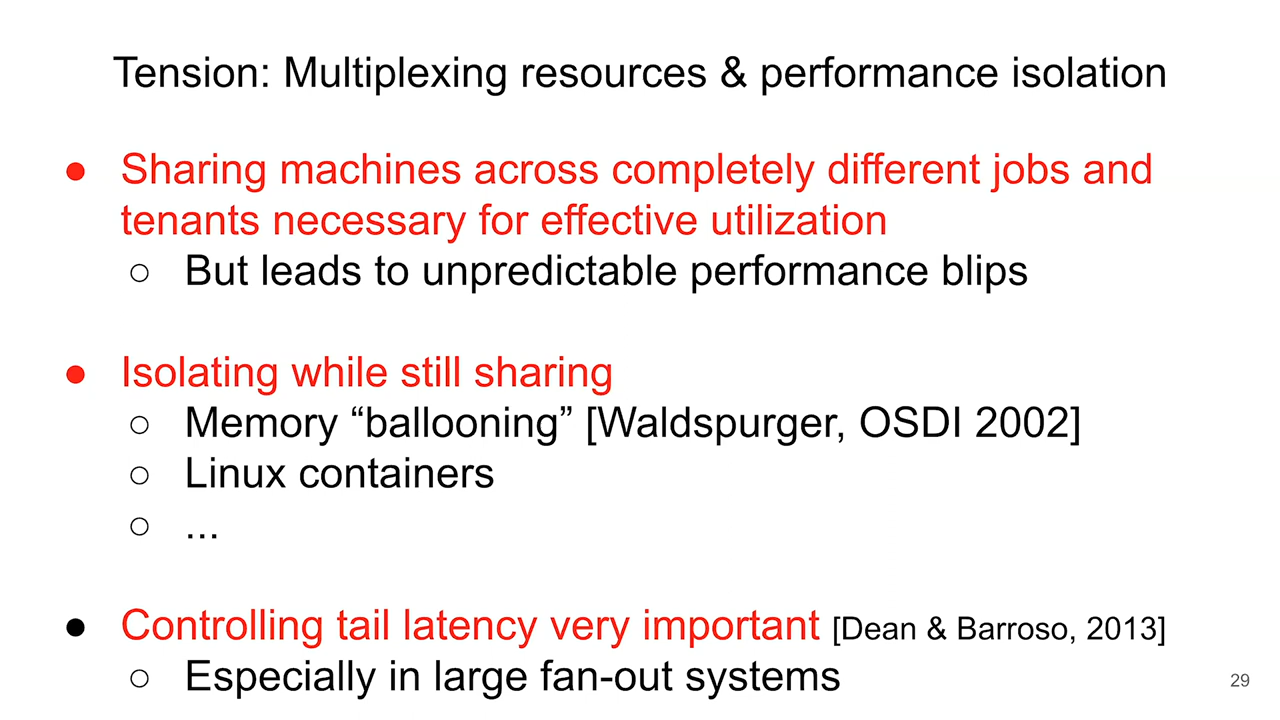 Tension: Multiplexing resources & performance isolation
● Sharing machines across completely different jobs and
tenants necessary for effective utilization
○ But leads to unpredictable performance blips
● Isolating while still sharing
○ Memory “ballooning” [Waldspurger, OSDI 2002]
○ Linux containers
○ ...
● Controlling tail latency very important [Dean & Barroso, 2013]
○ Especially in large fan-out systems
29